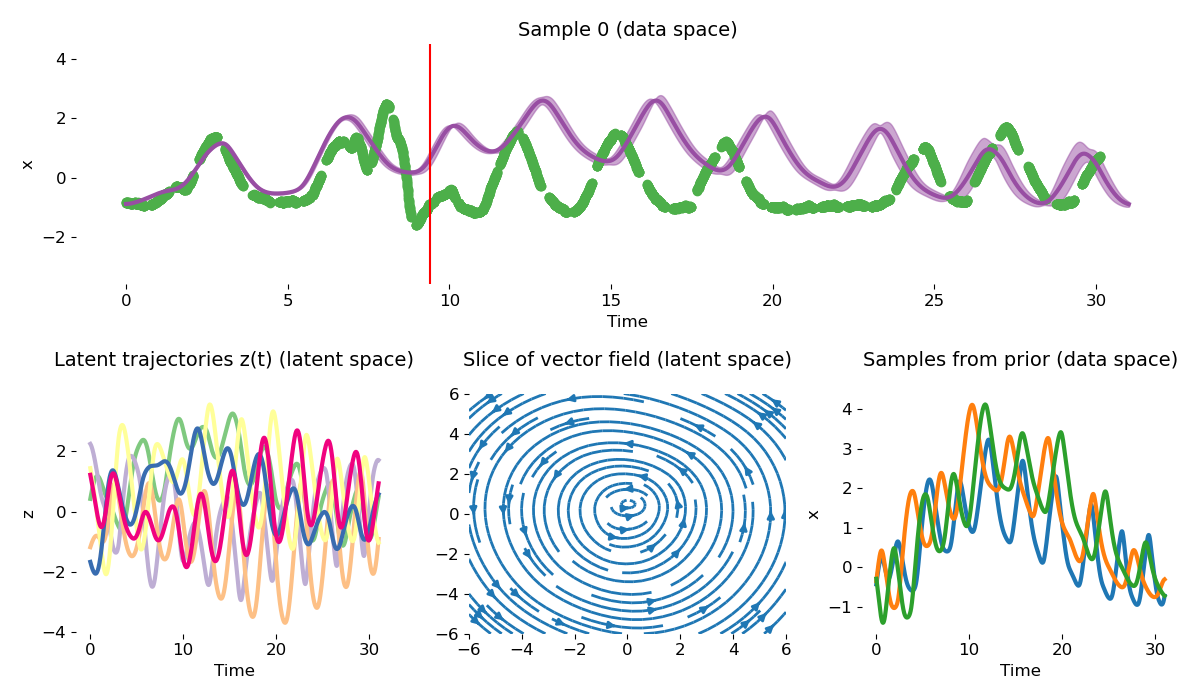 Sample 0 (data space)
4
2
0
−2
x
0 5 10 15 20 25 30
Time
Latent trajectories z(t) (latent space)
2
0
−2
−4
z
0 10 20 30
Time
Slice of vector field (latent space)
6
4
2
0
−2
−4
−6
−6 −4 −2 0 2 4 6
Samples from prior (data space)
4
3
2
1
0
−1
x
0 10 20 30
Time